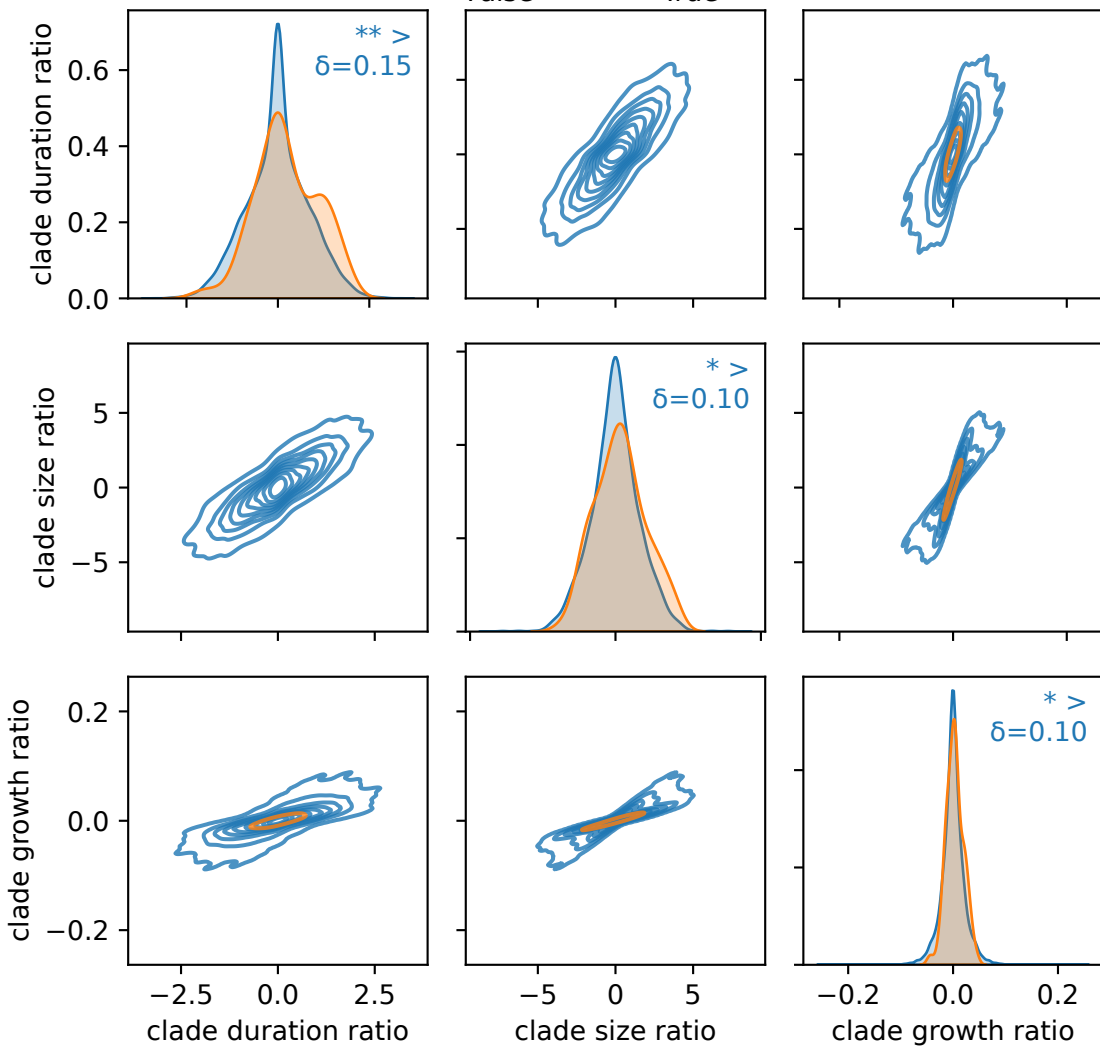 True
clade duration ratio
0.6
0.4
0.2
0.0
** >
δ=0.15
clade size ratio
5
0
−5
* >
δ=0.10
clade growth ratio
0.2
0.0
−0.2
* >
δ=0.10
−2.5 0.0 2.5
−5 0 5
−0.2 0.0 0.2
clade duration ratio
clade size ratio
clade growth ratio